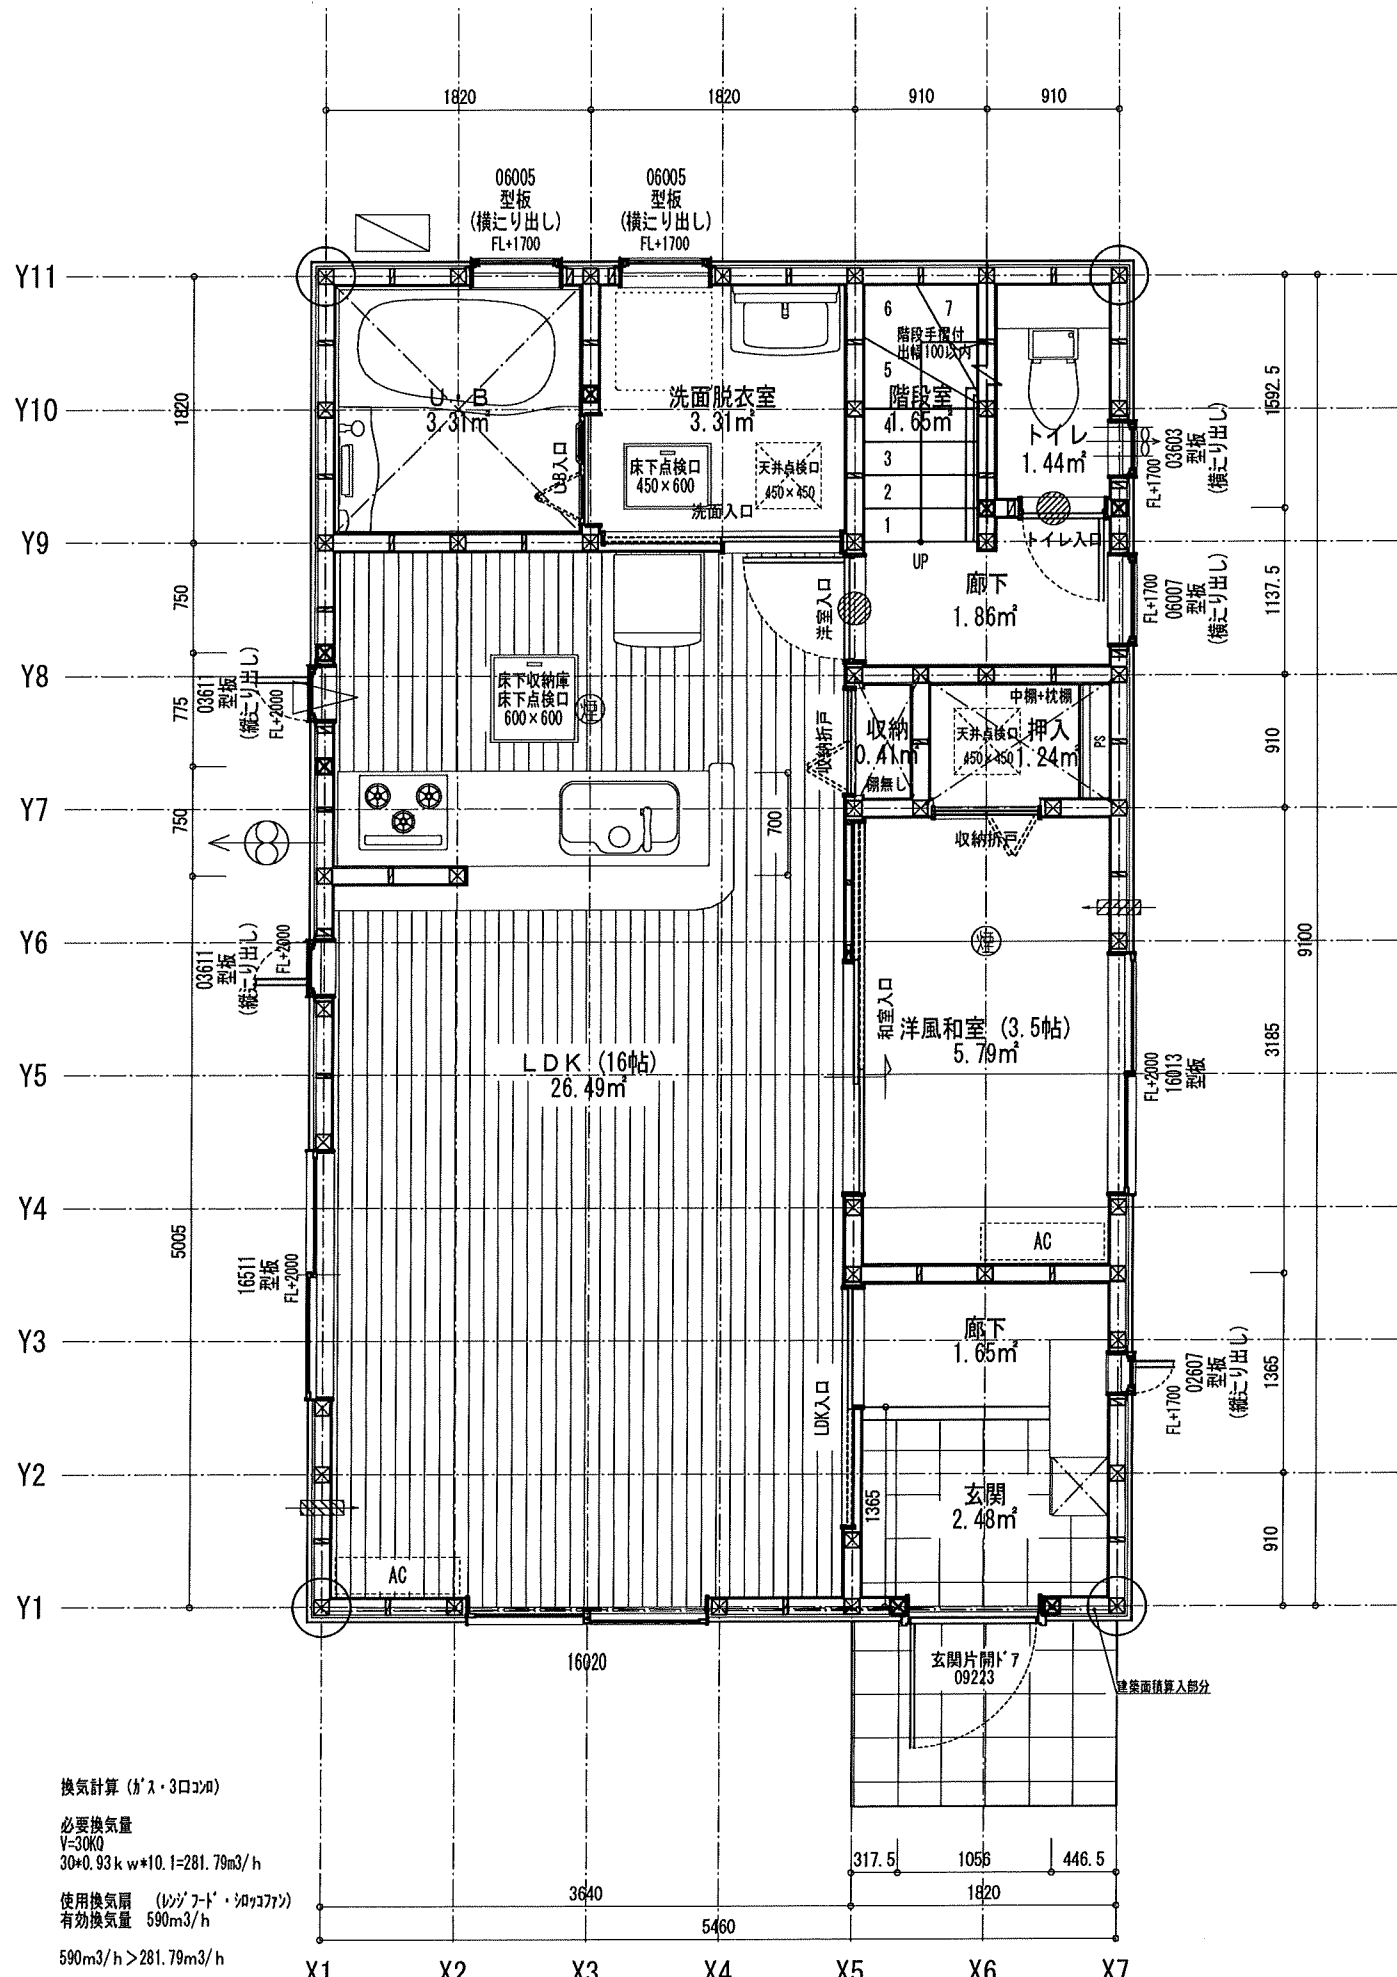 1820
1820
910
910
06005
型板
(横辷り出し)
FL+1700
06005
型板
(横辷り出し)
FL+1700
Y11
Y10
Y9
Y8
Y7
Y6
Y5
Y4
Y3
Y2
Y1
1820
750
775
750
5005
U B
3.31㎡
UB入口
洗面脱衣室
3.31㎡
床下点検口
450×600
天井点検口
450×450
洗面入口
6
7
階段手摺付
出幅100以内
5
階段室
1.65㎡
4
3
2
1
UP
トイレ
1.44㎡
トイレ入口
03603
型板
(横辷り出し)
FL+1700
1592.5
廊下
1.86㎡
洋室入口
FL+1700
06007
型板
(横辷り出し)
1137.5
03611
型板
(縦辷り出し)
FL+2000
床下収納庫
床下点検口
600×600
収納折戸
収納
0.41㎡
棚無し
中棚+枕棚
天井点検口
450×450
押入
1.24㎡
PS
910
収納折戸
700
9100
03611
型板
(縦辷り出し)
FL+2000
和室入口
洋風和室 (3.5帖)
5.79㎡
LDK (16帖)
26.49㎡
FL+2000
16013
型板
3185
16511
型板
FL+2000
AC
廊下
1.65㎡
LDK入口
02607
型板
(縦辷り出し)
FL+1700
1365
1365
玄関
2.48㎡
910
AC
16020
玄関片開ドア
09223
建築面積算入部分
換気計算 (ガス・3口コンロ)
必要換気量
V=30KQ
30*0.93kw*10.1=281.79m3/h
使用換気扇 (レンジフード・シロッコファン)
有効換気量 590m3/h
590m3/h>281.79m3/h
317.5
1056
446.5
3640
1820
5460
X1
X2
X3
X4
X5
X6
X7